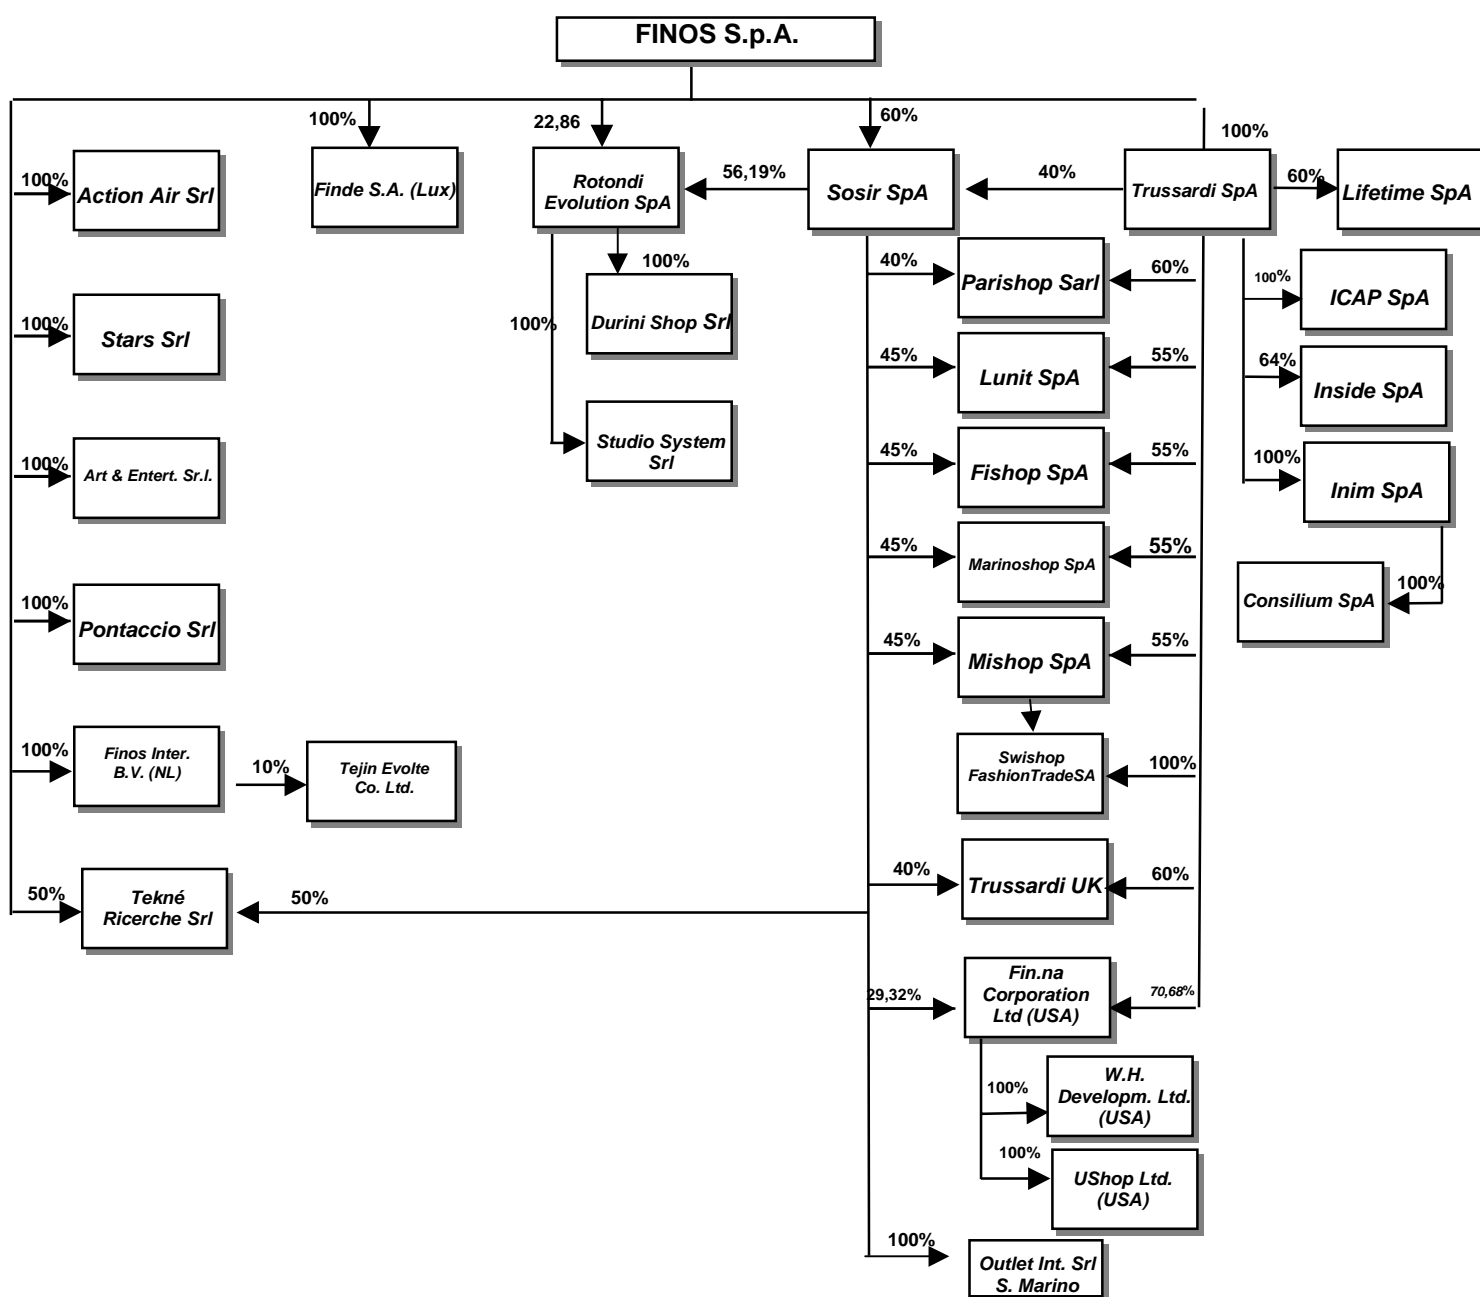 FINOS S.p.A.
100%
22,86
60%
100%
100%
Action Air Srl
Finde S.A. (Lux)
Rotondi
Evolution SpA
56,19%
Sosir SpA
40%
Trussardi SpA
60%
Lifetime SpA
100%
Durini Shop Srl
100%
Studio System
Srl
40%
Parishop Sarl
60%
100%
ICAP SpA
100%
Stars Srl
45%
Lunit SpA
55%
64%
Inside SpA
100%
Art & Entert. Sr.l.
45%
Fishop SpA
55%
100%
Inim SpA
45%
Marinoshop SpA
55%
Consilium SpA
100%
100%
Pontaccio Srl
45%
Mishop SpA
55%
100%
Finos Inter.
B.V. (NL)
10%
Tejin Evolte
Co. Ltd.
Swishop
FashionTradeSA
100%
50%
Tekné
Ricerche Srl
50%
40%
Trussardi UK
60%
29,32%
Fin.na
Corporation
Ltd (USA)
70,68%
100%
W.H.
Developm. Ltd.
(USA)
100%
UShop Ltd.
(USA)
100%
Outlet Int. Srl
S. Marino